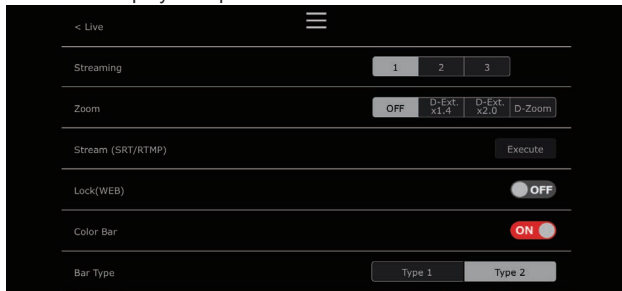 < Live
Streaming 1 2 3
Zoom OFF D-Ext. x1.4 D-Ext. x2.0 D-Zoom
Stream (SRT/RTMP) Execute
Lock(WEB) OFF
Color Bar ON
Bar Type Type 1 Type 2